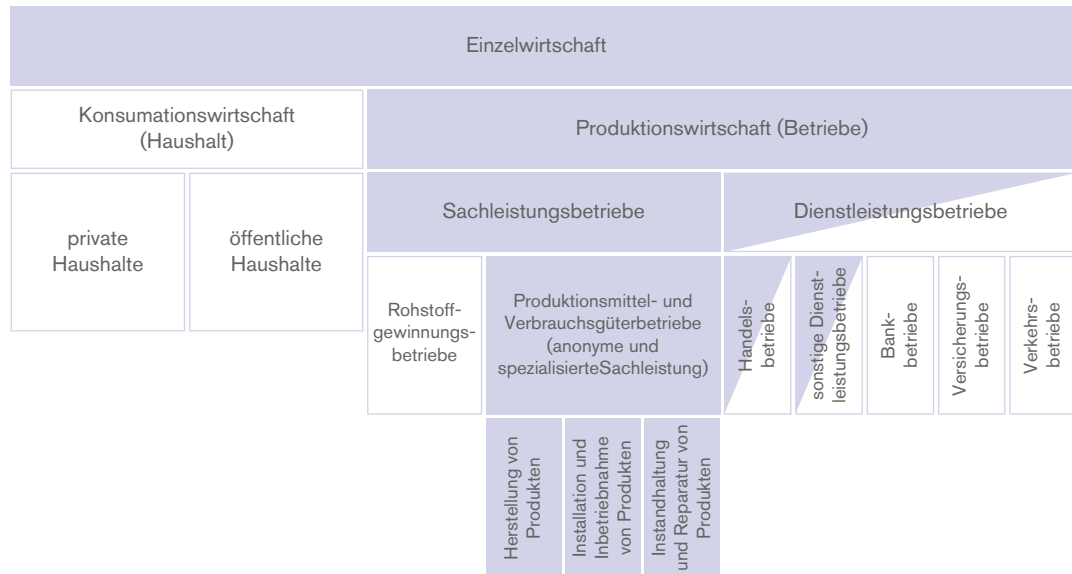 Einzelwirtschaft
Konsumationswirtschaft
(Haushalt)
Produktionswirtschaft (Betriebe)
private
Haushalte
öffentliche
Haushalte
Sachleistungsbetriebe
Dienstleistungsbetriebe
Rohstoff-
gewinnungs-
betriebe
Produktionsmittel- und
Verbrauchsgüterbetriebe
(anonyme und
spezialisierteSachleistung)
Handels-
betriebe
sonstige Dienst-
leistungsbetriebe
Bank-
betriebe
Versicherungs-
betriebe
Verkehrs-
betriebe
Herstellung von
Produkten
Installation und
Inbetriebnahme
von Produkten
Instandhaltung
und Reparatur von
Produkten